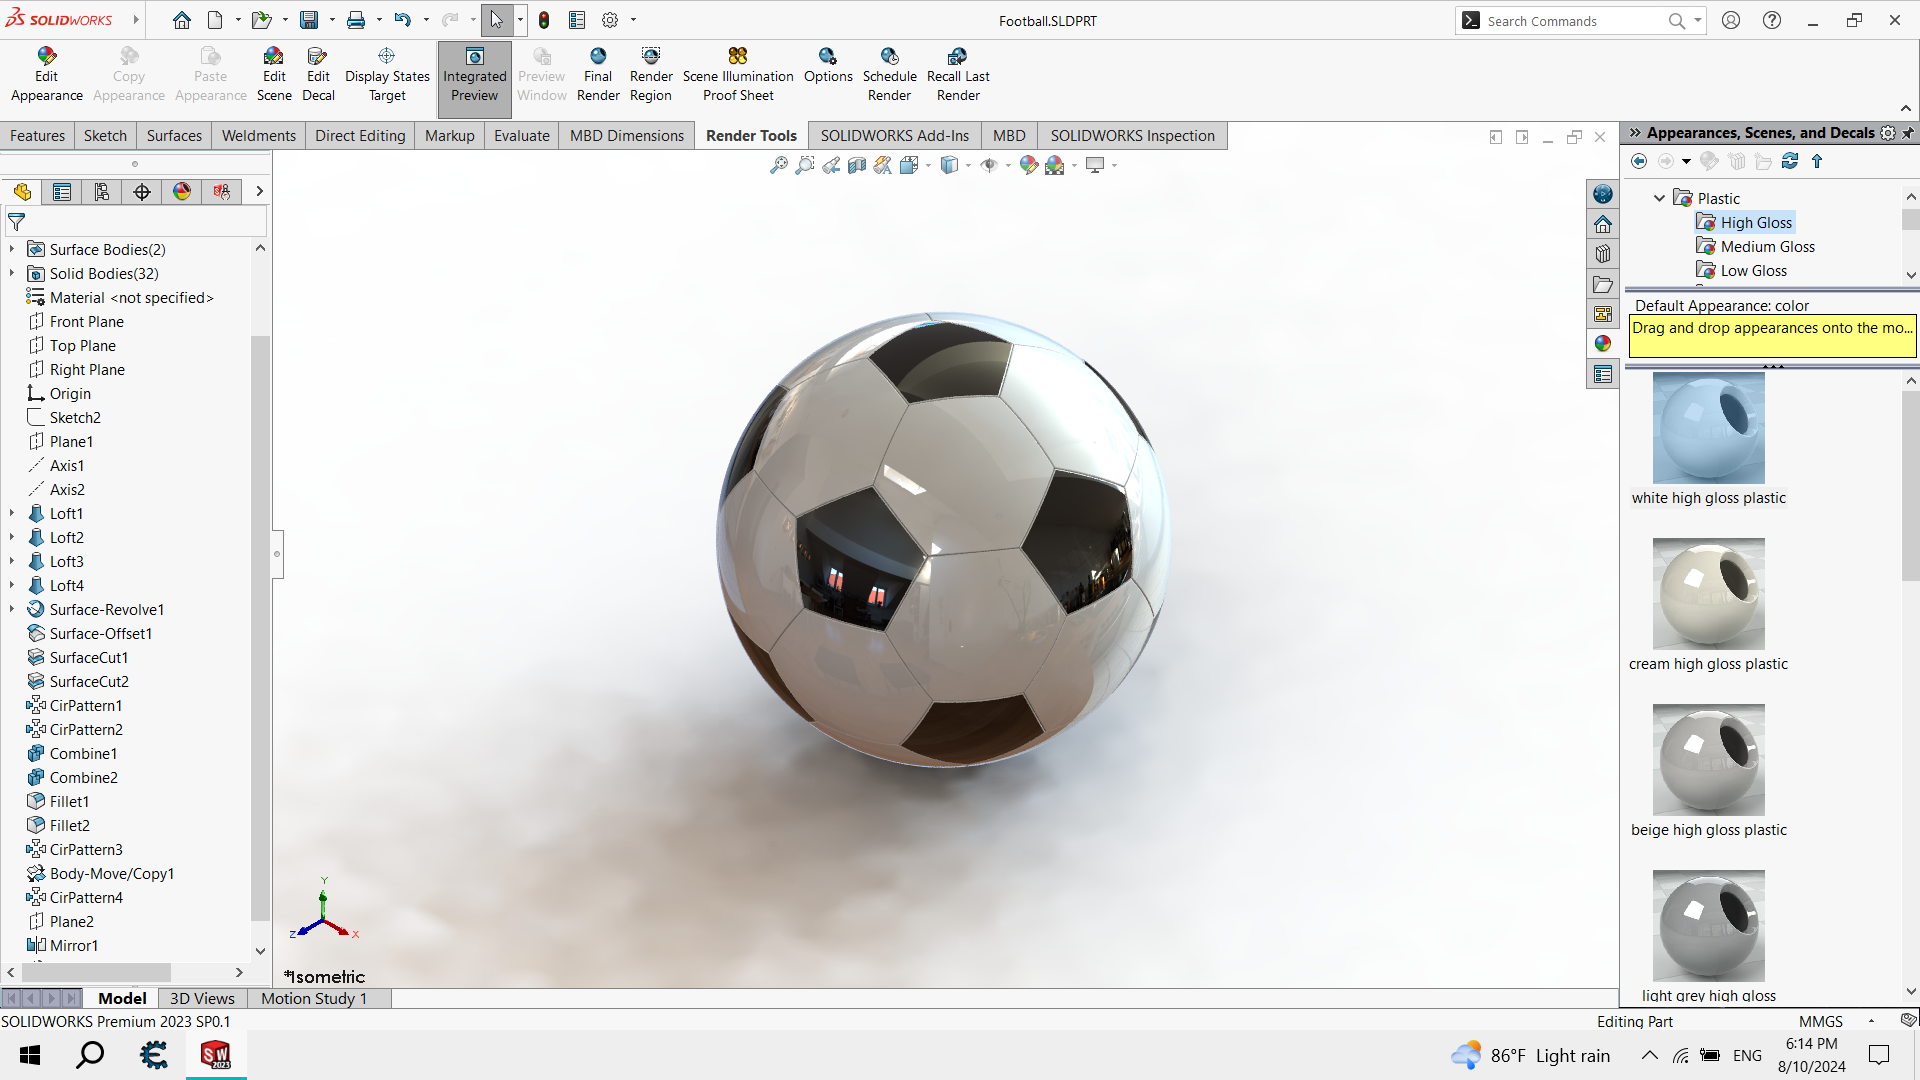 SOLIDWORKS
Football.SLDPRT
Search Commands
Edit Appearance
Copy Appearance
Paste Appearance
Edit Scene
Edit Decal
Display States Target
Integrated Preview
Preview Window
Final Render
Render Region
Scene Illumination Proof Sheet
Options
Schedule Render
Recall Last Render
Features
Sketch
Surfaces
Weldments
Direct Editing
Markup
Evaluate
MBD Dimensions
Render Tools
SOLIDWORKS Add-Ins
MBD
SOLIDWORKS Inspection
Surface Bodies(2)
Solid Bodies(32)
Material <not specified>
Front Plane
Top Plane
Right Plane
Origin
Sketch2
Plane1
Axis1
Axis2
Loft1
Loft2
Loft3
Loft4
Surface-Revolve1
Surface-Offset1
SurfaceCut1
SurfaceCut2
CirPattern1
CirPattern2
Combine1
Combine2
Fillet1
Fillet2
CirPattern3
Body-Move/Copy1
CirPattern4
Plane2
Mirror1
Y
Z
X
*Isometric
Appearances, Scenes, and Decals
Plastic
High Gloss
Medium Gloss
Low Gloss
Default Appearance: color
Drag and drop appearances onto the mo...
white high gloss plastic
cream high gloss plastic
beige high gloss plastic
light grey high gloss
Model
3D Views
Motion Study 1
SOLIDWORKS Premium 2023 SP0.1
Editing Part
MMGS
SW
2023
86°F Light rain
ENG
6:14 PM
8/10/2024